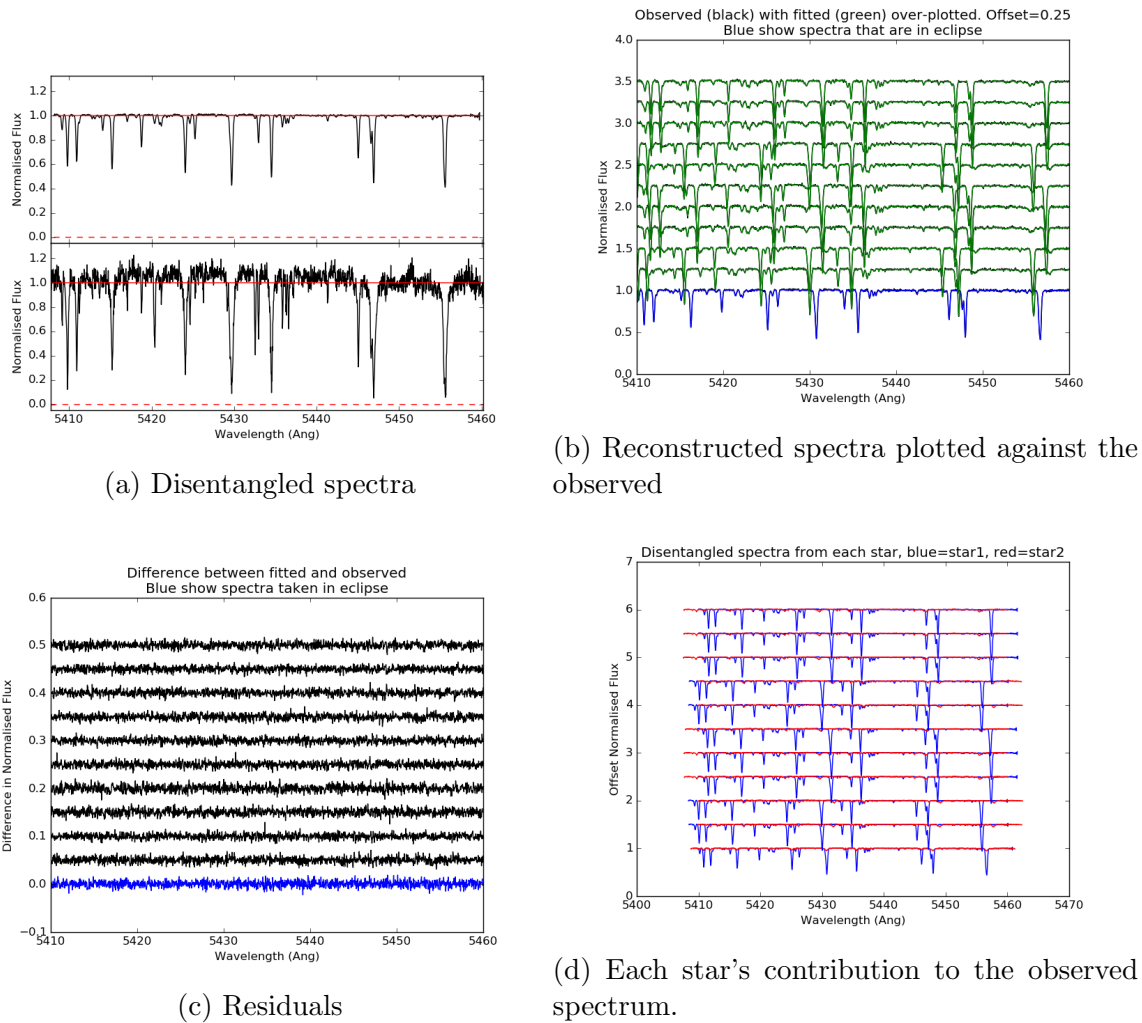 1.2
1.0
0.8
0.6
0.4
0.2
0.0
Normalised Flux
1.2
1.0
0.8
0.6
0.4
0.2
0.0
Normalised Flux
5410 5420 5430 5440 5450 5460
Wavelength (Ang)
(a) Disentangled spectra
Observed (black) with fitted (green) over-plotted. Offset=0.25
Blue show spectra that are in eclipse
4.0
3.5
3.0
2.5
2.0
1.5
1.0
0.5
0.0
Normalised Flux
5410 5420 5430 5440 5450 5460
Wavelength (Ang)
(b) Reconstructed spectra plotted against the
observed
Difference between fitted and observed
Blue show spectra taken in eclipse
0.6
0.5
0.4
0.3
0.2
0.1
0.0
−0.1
Difference in Normalised Flux
5410 5420 5430 5440 5450 5460
Wavelength (Ang)
(c) Residuals
Disentangled spectra from each star, blue=star1, red=star2
7
6
5
4
3
2
1
0
Offset Normalised Flux
5400 5410 5420 5430 5440 5450 5460 5470
Wavelength (Ang)
(d) Each star's contribution to the observed
spectrum.